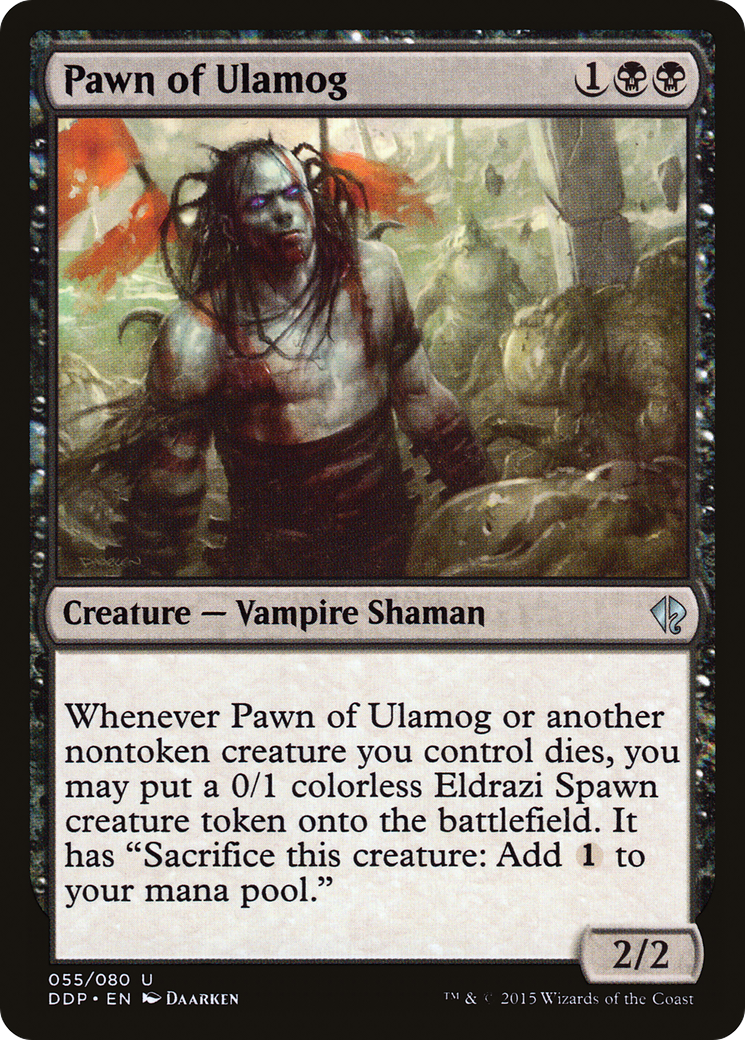 Pawn of Ulamog 1
Creature — Vampire Shaman
Whenever Pawn of Ulamog or another
nontoken creature you control dies, you
may put a 0/1 colorless Eldrazi Spawn
creature token onto the battlefield. It
has “Sacrifice this creature: Add 1 to
your mana pool.”
2/2
055/080 U
DDP • EN DAARKEN
™ & © 2015 Wizards of the Coast